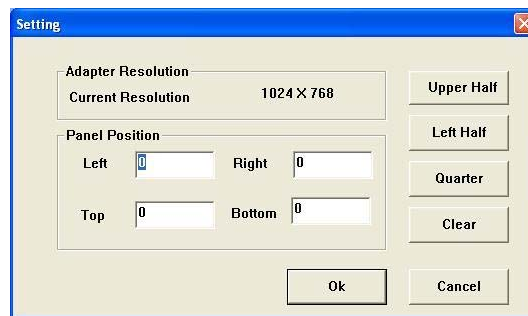 Setting
Adapter Resolution
Current Resolution 1024 X 768
Panel Position
Left 0 Right 0
Top 0 Bottom 0
Upper Half
Left Half
Quarter
Clear
Ok Cancel